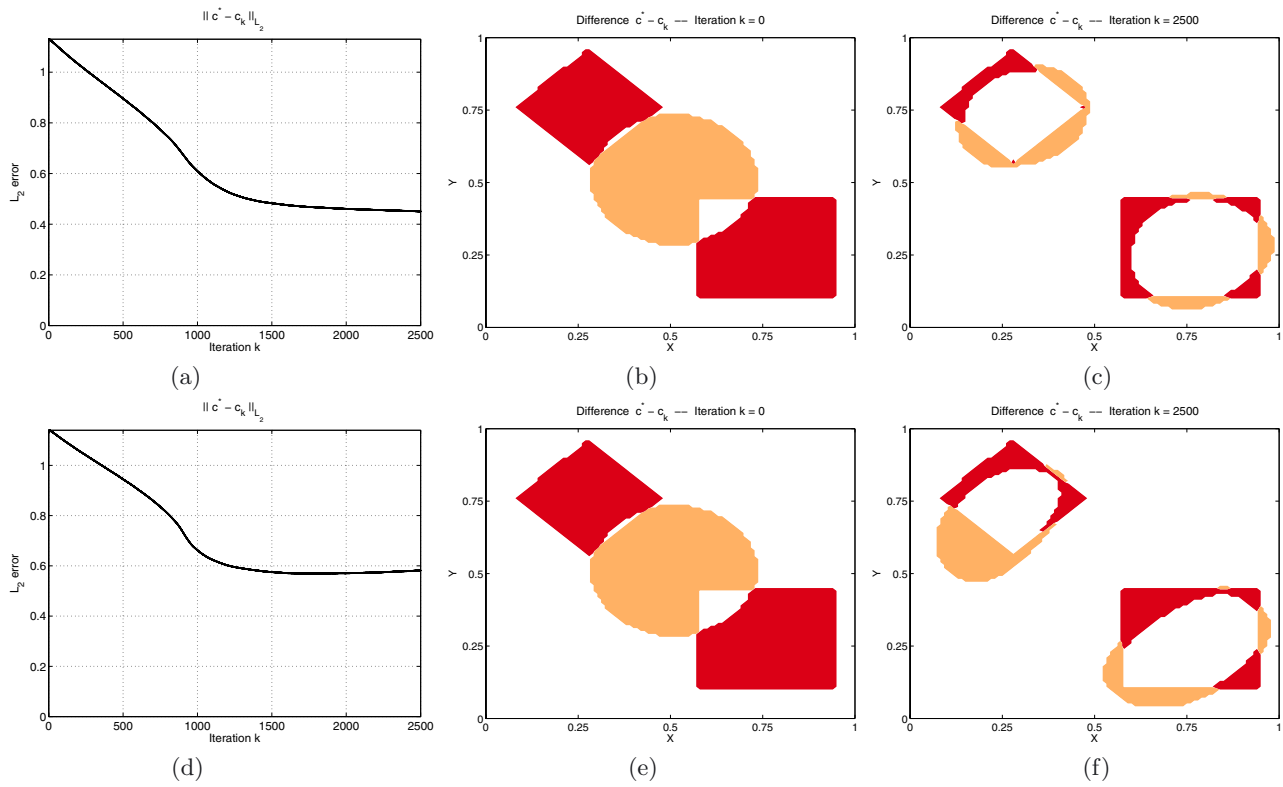 || c* – c_k ||_{L_2}
L_2 error
1
0.8
0.6
0.4
0.2
0
0 500 1000 1500 2000 2500
Iteration k
(a)
Difference c* – c_k –– Iteration k = 0
Y
1
0.75
0.5
0.25
0
0 0.25 0.5 0.75 1
X
(b)
Difference c* – c_k –– Iteration k = 2500
Y
1
0.75
0.5
0.25
0
0 0.25 0.5 0.75 1
X
(c)
|| c* – c_k ||_{L_2}
L_2 error
1
0.8
0.6
0.4
0.2
0
0 500 1000 1500 2000 2500
Iteration k
(d)
Difference c* – c_k –– Iteration k = 0
Y
1
0.75
0.5
0.25
0
0 0.25 0.5 0.75 1
X
(e)
Difference c* – c_k –– Iteration k = 2500
Y
1
0.75
0.5
0.25
0
0 0.25 0.5 0.75 1
X
(f)